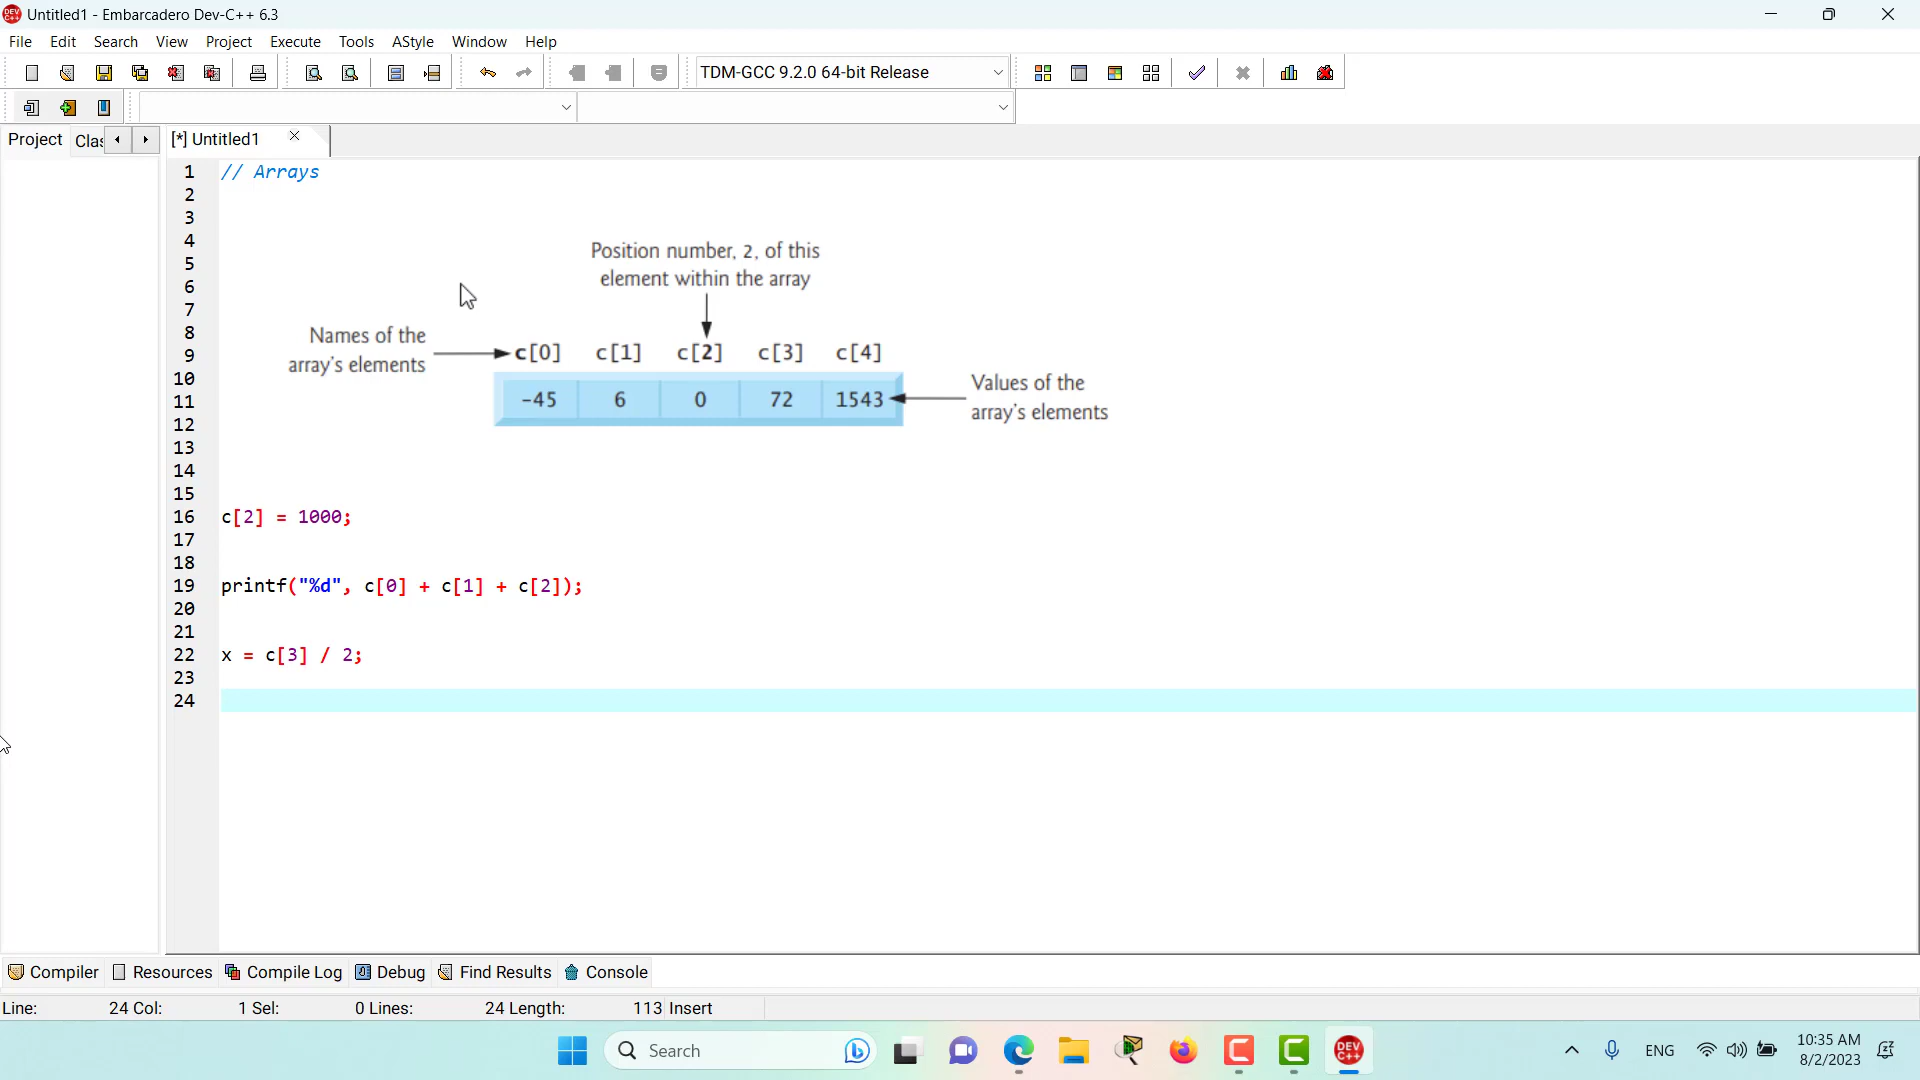 Untitled1 - Embarcadero Dev-C++ 6.3
File Edit Search View Project Execute Tools AStyle Window Help
TDM-GCC 9.2.0 64-bit Release
Project Clas [*] Untitled1
1 // Arrays
2
3
4
5
6
7
8
9
10
11
12
13
14
15
16 c[2] = 1000;
17
18
19 printf("%d", c[0] + c[1] + c[2]);
20
21
22 x = c[3] / 2;
23
24
Position number, 2, of this
element within the array
Names of the
array's elements
c[0] c[1] c[2] c[3] c[4]
-45 6 0 72 1543
Values of the
array's elements
Compiler Resources Compile Log Debug Find Results Console
Line: 24 Col: 1 Sel: 0 Lines: 24 Length: 113 Insert
Search
DEV C++
ENG
10:35 AM
8/2/2023